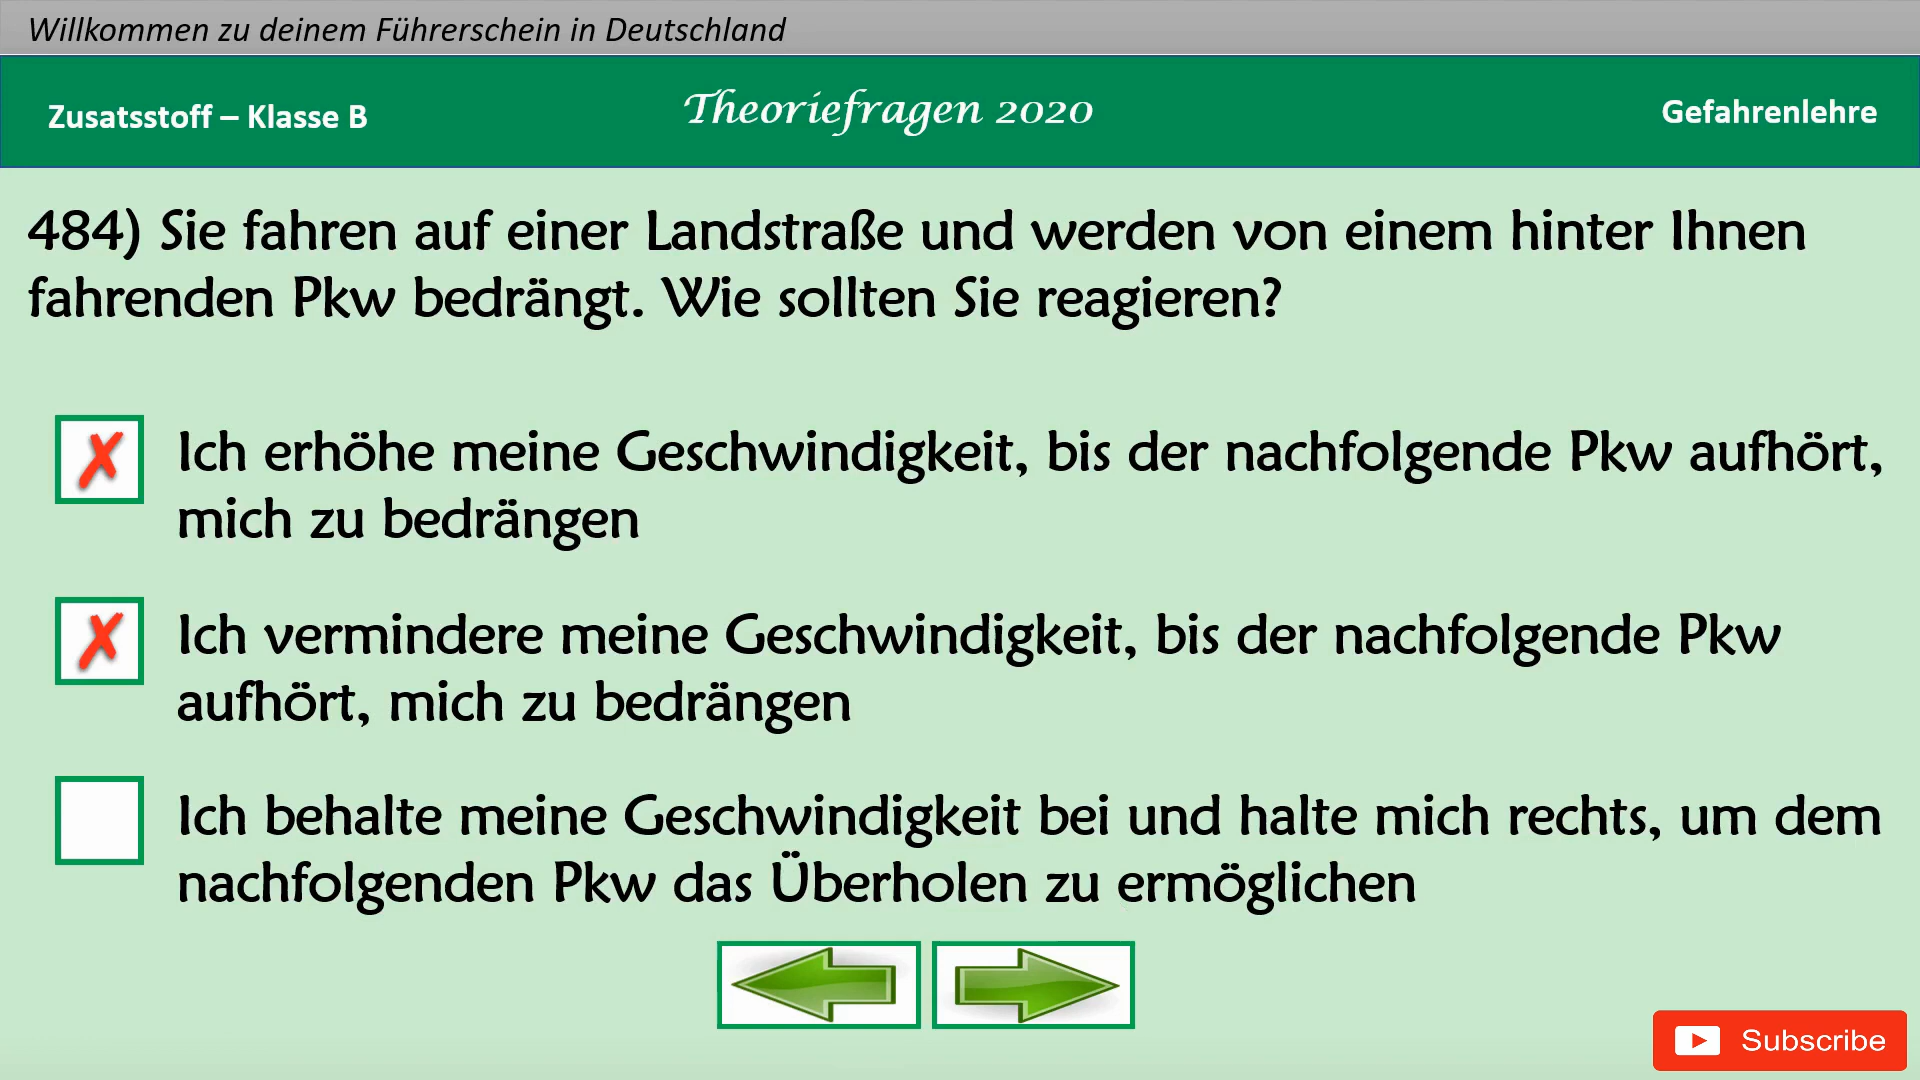 Willkommen zu deinem Führerschein in Deutschland
Zusatsstoff – Klasse B
Theoriefragen 2020
Gefahrenlehre
484) Sie fahren auf einer Landstraße und werden von einem hinter Ihnen
fahrenden Pkw bedrängt. Wie sollten Sie reagieren?
Ich erhöhe meine Geschwindigkeit, bis der nachfolgende Pkw aufhört,
mich zu bedrängen
Ich vermindere meine Geschwindigkeit, bis der nachfolgende Pkw
aufhört, mich zu bedrängen
Ich behalte meine Geschwindigkeit bei und halte mich rechts, um dem
nachfolgenden Pkw das Überholen zu ermöglichen
Subscribe